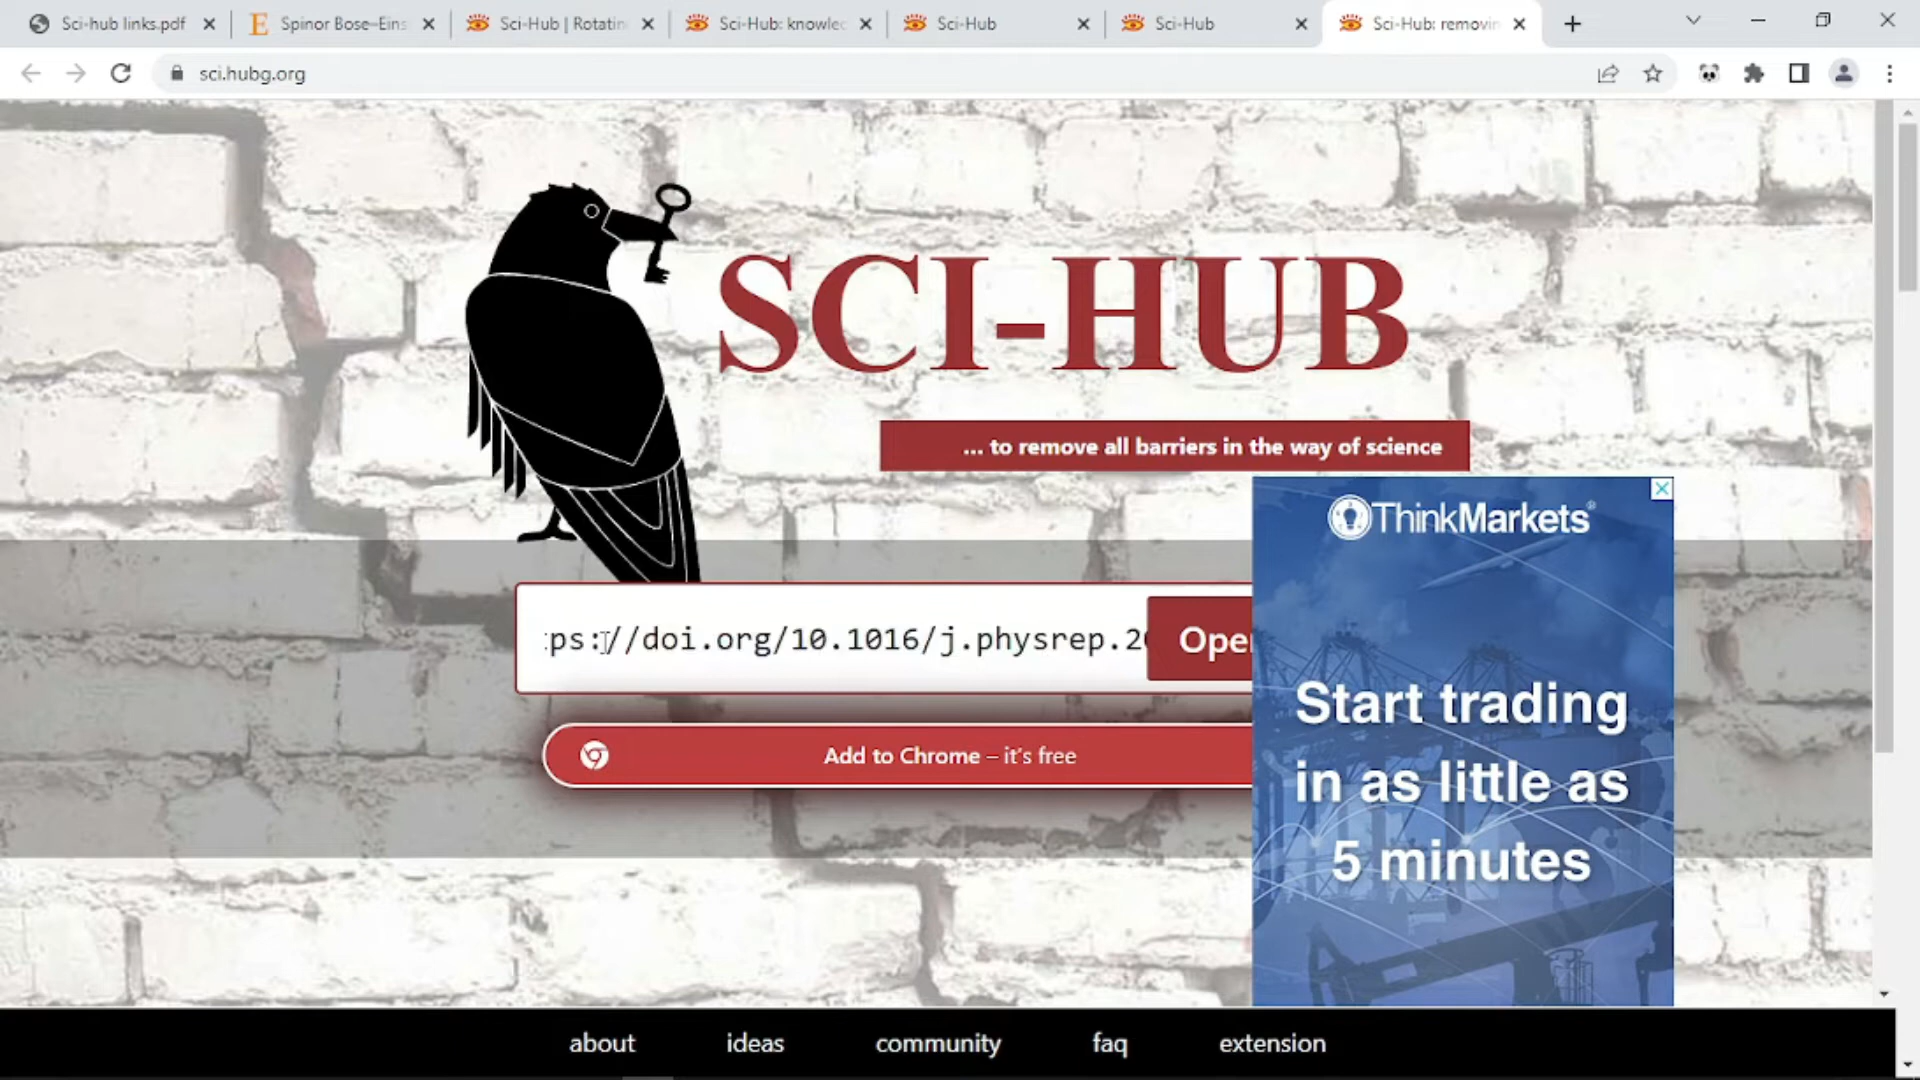 Sci-hub links.pdf
Spinor Bose–Eins
Sci-Hub | Rotatin
Sci-Hub: knowlec
Sci-Hub
Sci-Hub
Sci-Hub: removin
sci.hubg.org
SCI-HUB
... to remove all barriers in the way of science
ThinkMarkets
ps://doi.org/10.1016/j.physrep.20
Open
Start trading
in as little as
5 minutes
Add to Chrome – it's free
about
ideas
community
faq
extension